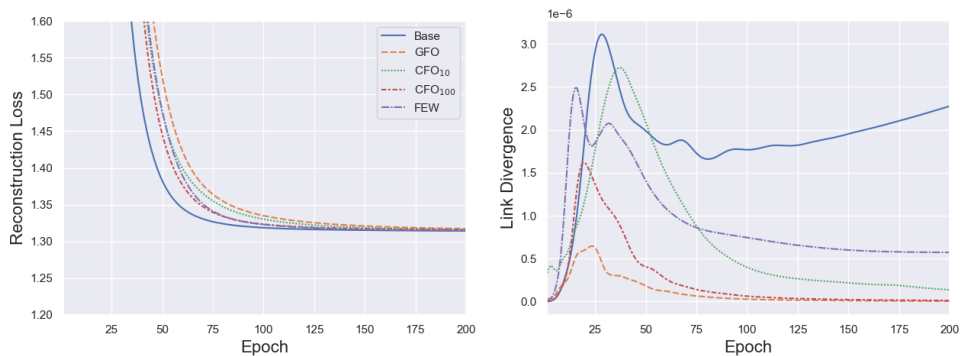 1.60
1.55
1.50
1.45
1.40
1.35
1.30
1.25
1.20
Reconstruction Loss
25 50 75 100 125 150 175 200
Epoch
Base
GFO
CFO₁₀
CFO₁₀₀
FEW
1e−6
3.0
2.5
2.0
1.5
1.0
0.5
0.0
Link Divergence
25 50 75 100 125 150 175 200
Epoch